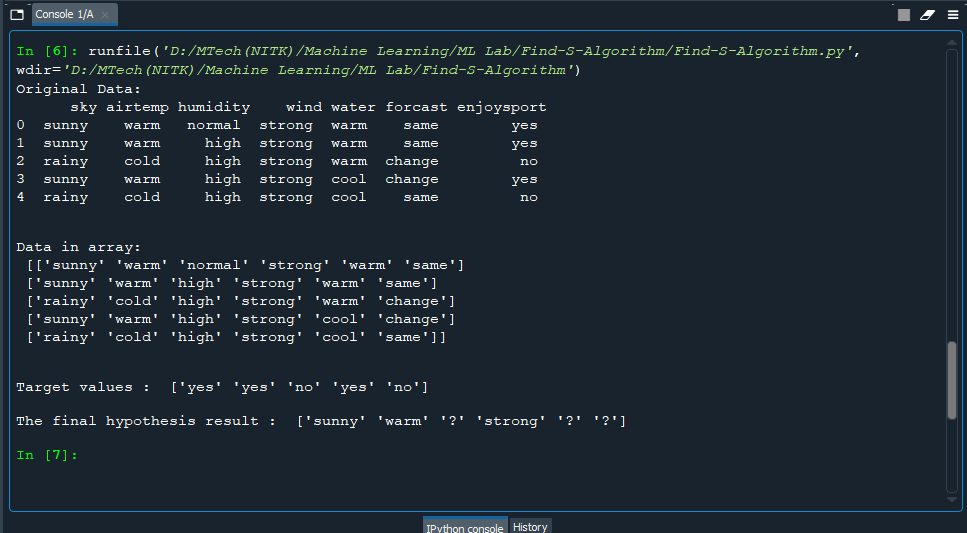 Console 1/A
In [6]: runfile('D:/MTech(NITK)/Machine Learning/ML Lab/Find-S-Algorithm/Find-S-Algorithm.py',
wdir='D:/MTech(NITK)/Machine Learning/ML Lab/Find-S-Algorithm')
Original Data:
sky airtemp humidity wind water forcast enjoysport
0 sunny warm normal strong warm same yes
1 sunny warm high strong warm same yes
2 rainy cold high strong warm change no
3 sunny warm high strong cool change yes
4 rainy cold high strong cool same no
Data in array:
[['sunny' 'warm' 'normal' 'strong' 'warm' 'same']
['sunny' 'warm' 'high' 'strong' 'warm' 'same']
['rainy' 'cold' 'high' 'strong' 'warm' 'change']
['sunny' 'warm' 'high' 'strong' 'cool' 'change']
['rainy' 'cold' 'high' 'strong' 'cool' 'same']]
Target values : ['yes' 'yes' 'no' 'yes' 'no']
The final hypothesis result : ['sunny' 'warm' '?' 'strong' '?' '?']
In [7]:
IPython console History